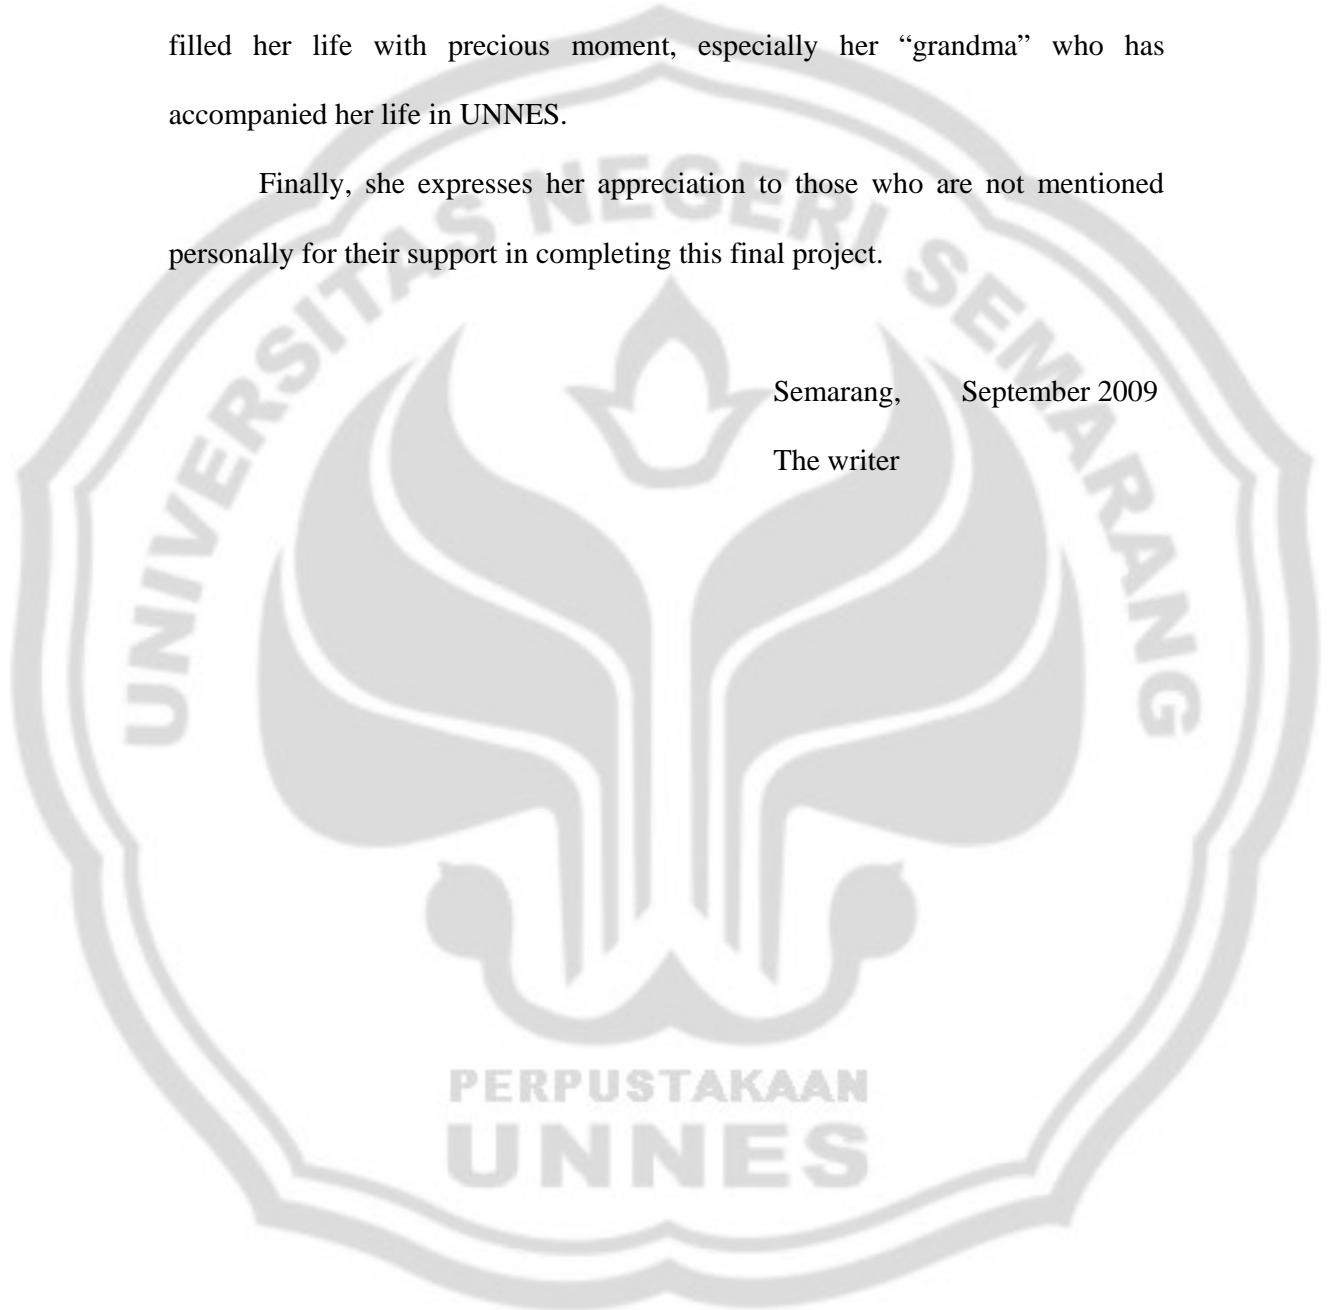 filled her life with precious moment, especially her “grandma” who has
accompanied her life in UNNES.
Finally, she expresses her appreciation to those who are not mentioned
personally for their support in completing this final project.
Semarang, September 2009
The writer
UNIVERSITAS NEGERI SEMARANG
PERPUSTAKAAN
UNNES